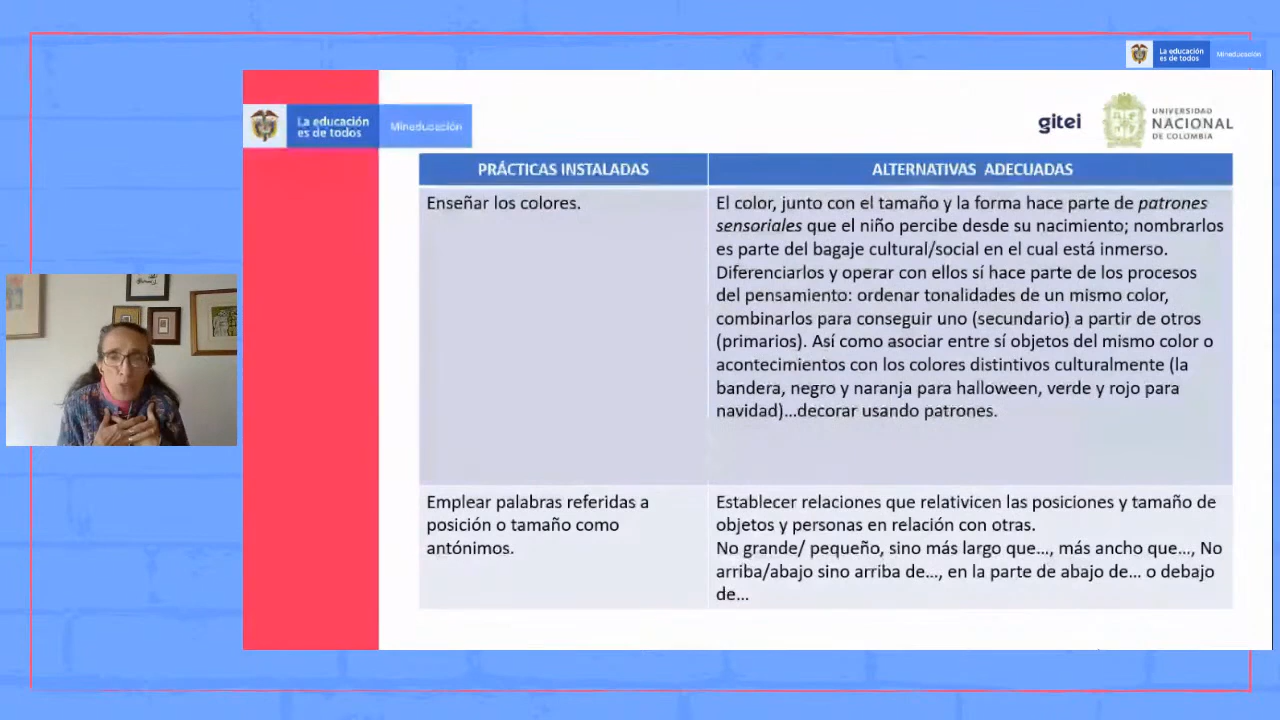 La educación
es de todos
Mineducación
La educación
es de todos
Mineducación
gitei
UNIVERSIDAD
NACIONAL
DE COLOMBIA
PRÁCTICAS INSTALADAS
ALTERNATIVAS ADECUADAS
Enseñar los colores.
El color, junto con el tamaño y la forma hace parte de patrones
sensoriales que el niño percibe desde su nacimiento; nombrarlos
es parte del bagaje cultural/social en el cual está inmerso.
Diferenciarlos y operar con ellos sí hace parte de los procesos
del pensamiento: ordenar tonalidades de un mismo color,
combinarlos para conseguir uno (secundario) a partir de otros
(primarios). Así como asociar entre sí objetos del mismo color o
acontecimientos con los colores distintivos culturalmente (la
bandera, negro y naranja para halloween, verde y rojo para
navidad)...decorar usando patrones.
Emplear palabras referidas a
posición o tamaño como
antónimos.
Establecer relaciones que relativicen las posiciones y tamaño de
objetos y personas en relación con otras.
No grande/ pequeño, sino más largo que..., más ancho que..., No
arriba/abajo sino arriba de..., en la parte de abajo de... o debajo
de...